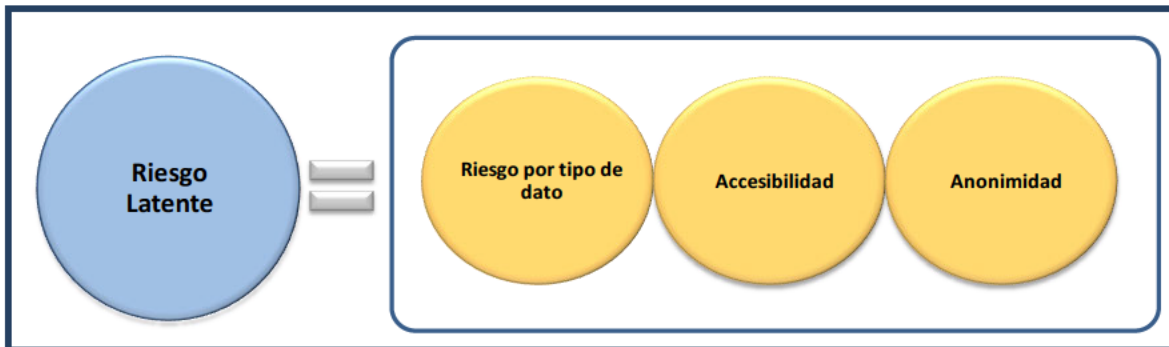 Riesgo
Latente
Riesgo por tipo de
dato
Accesibilidad
Anonimidad